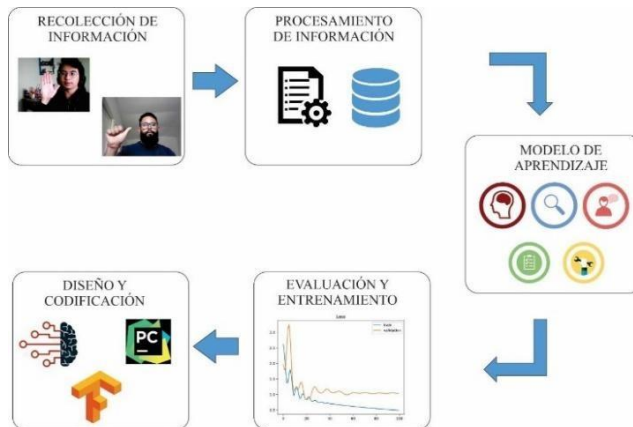 RECOLECCIÓN DE
INFORMACIÓN
PROCESAMIENTO
DE INFORMACIÓN
MODELO DE
APRENDIZAJE
EVALUACIÓN Y
ENTRENAMIENTO
DISEÑO Y
CODIFICACIÓN
PC